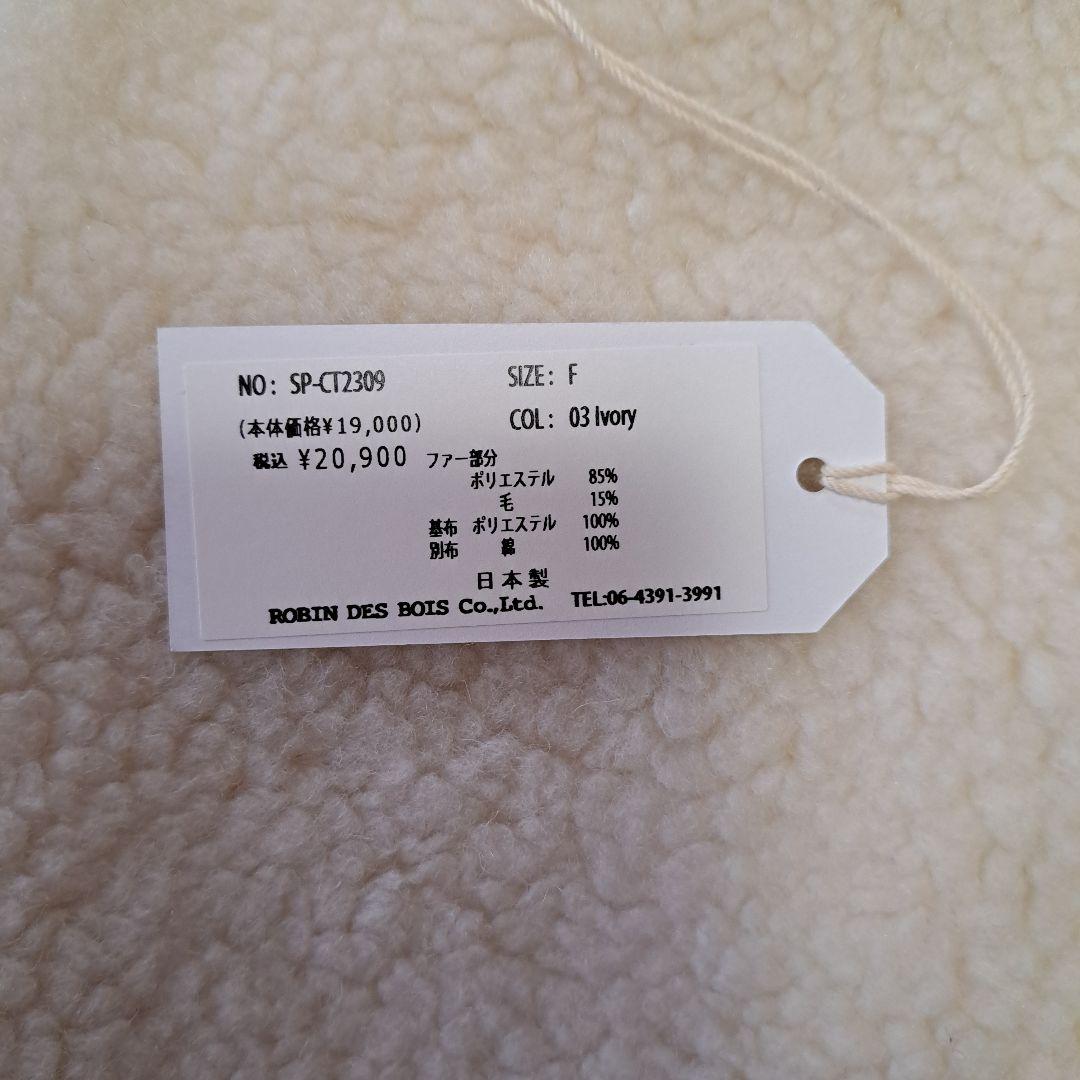 NO: SP-CT2309 SIZE: F
(本体価格¥19,000) COL: 03 Ivory
税込 ¥20,900 ファー部分
ポリエステル 85%
毛 15%
基布 ポリエステル 100%
別布 綿 100%
日本製
ROBIN DES BOIS Co.,Ltd. TEL:06-4391-3991